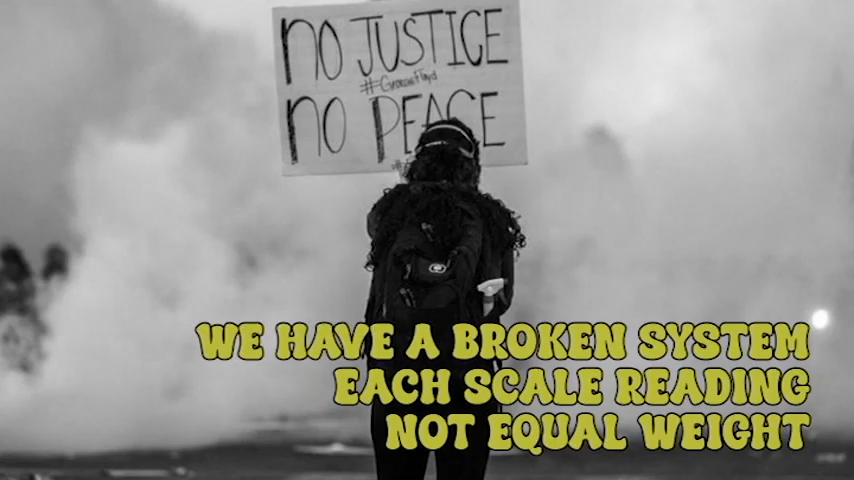 NO JUSTICE
#GeorgeFloyd
NO PEACE
WE HAVE A BROKEN SYSTEM
EACH SCALE READING
NOT EQUAL WEIGHT